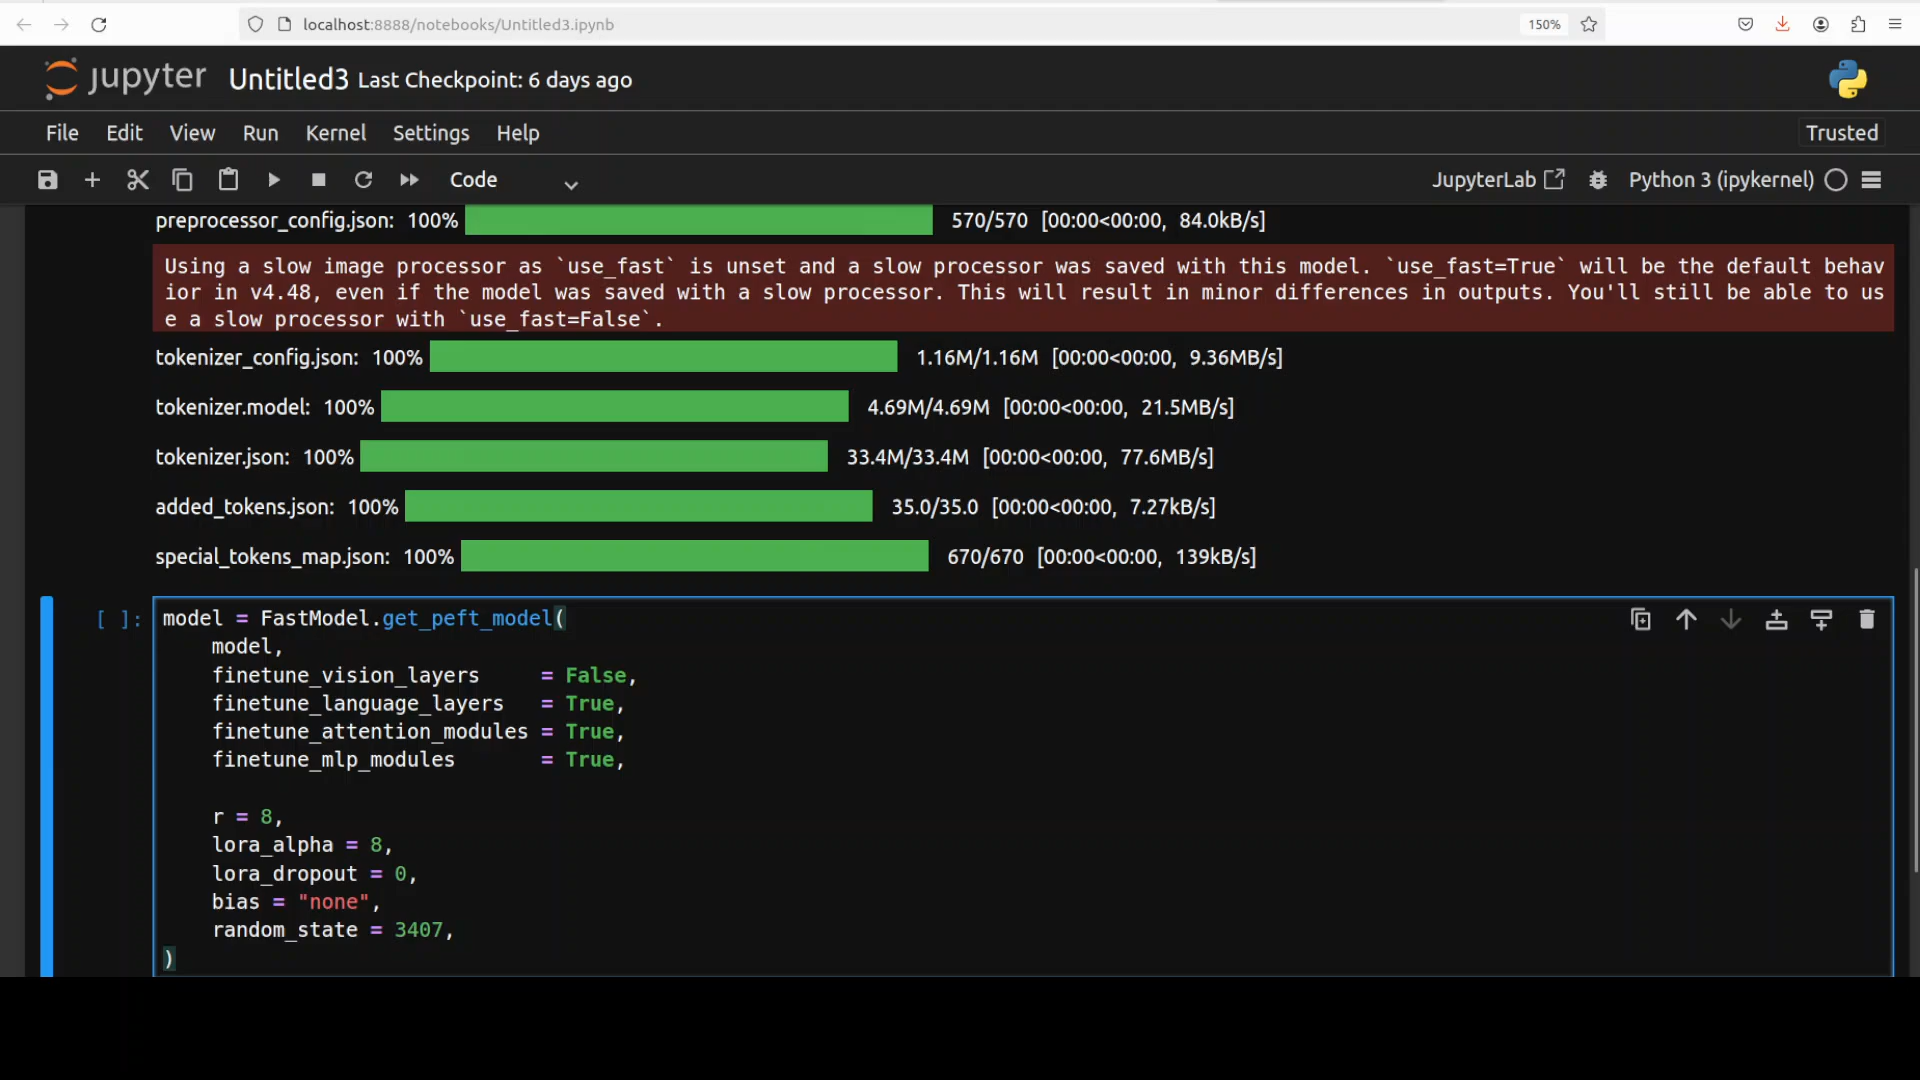 localhost:8888/notebooks/Untitled3.ipynb
150%
jupyter Untitled3 Last Checkpoint: 6 days ago
File Edit View Run Kernel Settings Help
Trusted
Code
JupyterLab
Python 3 (ipykernel)
preprocessor_config.json: 100% 570/570 [00:00<00:00, 84.0kB/s]
Using a slow image processor as `use_fast` is unset and a slow processor was saved with this model. `use_fast=True` will be the default behav
ior in v4.48, even if the model was saved with a slow processor. This will result in minor differences in outputs. You'll still be able to us
e a slow processor with `use_fast=False`.
tokenizer_config.json: 100% 1.16M/1.16M [00:00<00:00, 9.36MB/s]
tokenizer.model: 100% 4.69M/4.69M [00:00<00:00, 21.5MB/s]
tokenizer.json: 100% 33.4M/33.4M [00:00<00:00, 77.6MB/s]
added_tokens.json: 100% 35.0/35.0 [00:00<00:00, 7.27kB/s]
special_tokens_map.json: 100% 670/670 [00:00<00:00, 139kB/s]
[ ]: model = FastModel.get_peft_model(
    model,
    finetune_vision_layers     = False,
    finetune_language_layers   = True,
    finetune_attention_modules = True,
    finetune_mlp_modules       = True,
    r = 8,
    lora_alpha = 8,
    lora_dropout = 0,
    bias = "none",
    random_state = 3407,
)